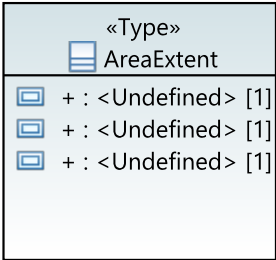 «Type»
AreaExtent
+ : <Undefined> [1]
+ : <Undefined> [1]
+ : <Undefined> [1]